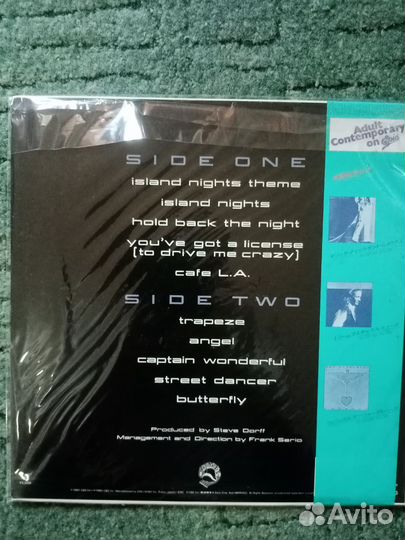 Adult
Contemporary
on Epic
SIDE ONE
island nights theme
island nights
hold back the night
you've got a license
(to drive me crazy)
cafe L.A.
SIDE TWO
trapeze
angel
captain wonderful
street dancer
butterfly
Produced by Steve Dorff
Management and Direction by Frank Serio
Avito